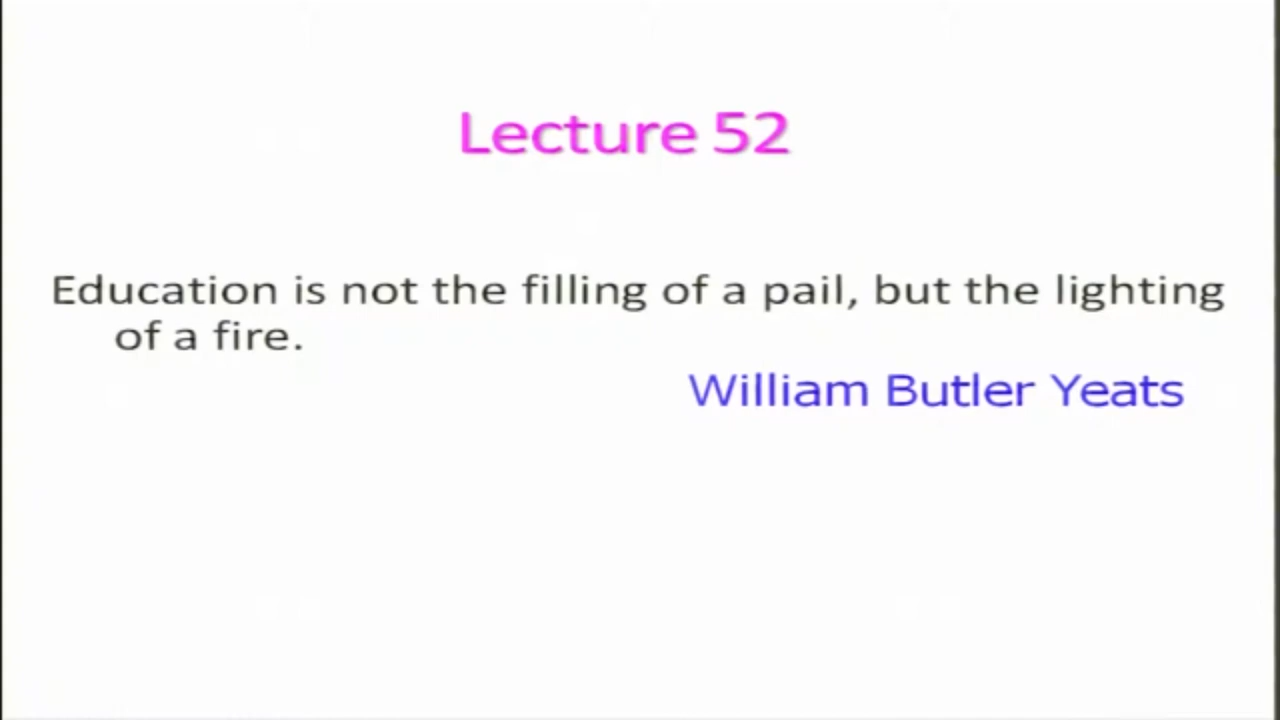 Lecture 52
Education is not the filling of a pail, but the lighting
of a fire.
William Butler Yeats